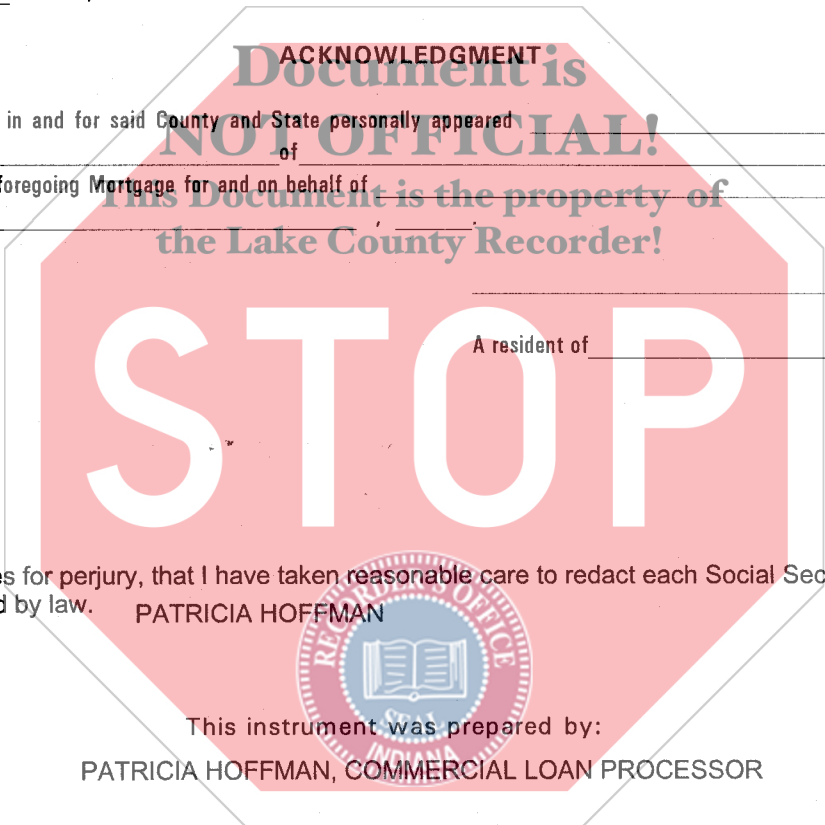 ACKNOWLEDGMENT
Document is
in and for said County and State personally appeared
NOT OFFICIAL!
of
foregoing Mortgage for and on behalf of
This Document is the property of
the Lake County Recorder!
STOP
A resident of
es for perjury, that I have taken reasonable care to redact each Social Sec
d by law. PATRICIA HOFFMAN
RECORDER'S OFFICE
SEAL
INDIANA
This instrument was prepared by:
PATRICIA HOFFMAN, COMMERCIAL LOAN PROCESSOR